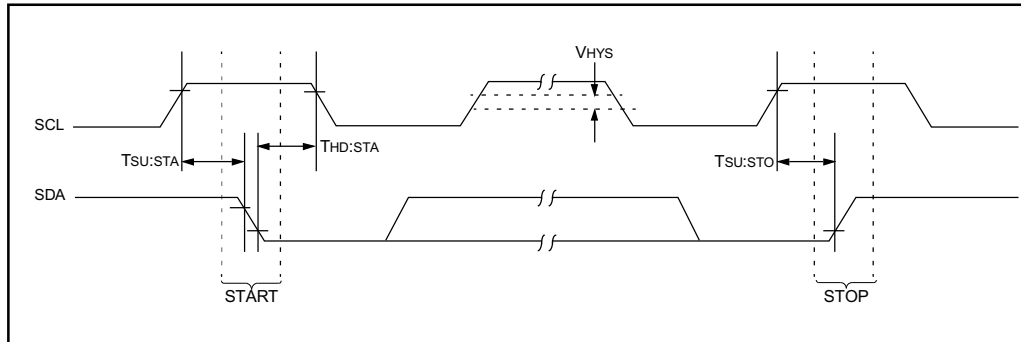 VHYS
SCL
TSU:STA
THD:STA
TSU:STO
SDA
START
STOP